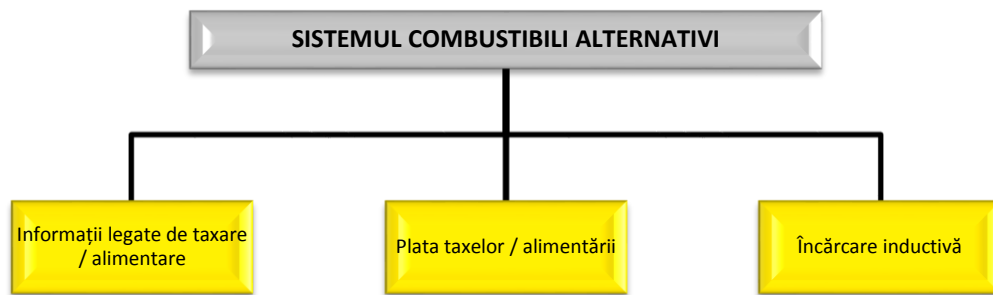 SISTEMUL COMBUSTIBILI ALTERNATIVI
Informații legate de taxare
/ alimentare
Plata taxelor / alimentării
Încărcare inductivă